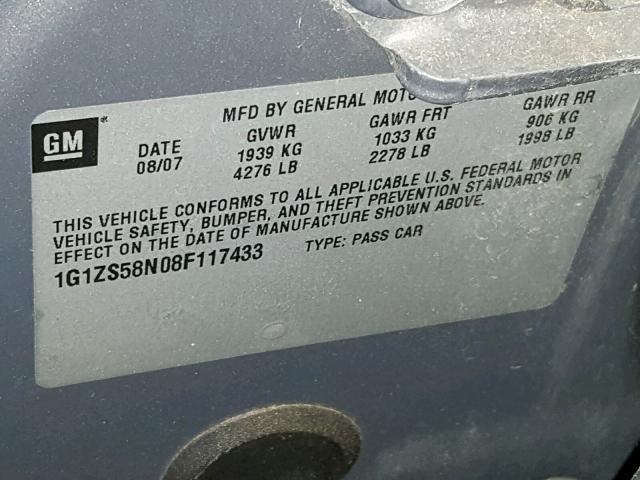 GM®
MFD BY GENERAL
DATE GVWR GAWR FRT GAWR RR
08/07 1939 KG 1033 KG 906 KG
4276 LB 2278 LB 1998 LB
THIS VEHICLE CONFORMS TO ALL APPLICABLE U.S. FEDERAL MOTOR
VEHICLE SAFETY, BUMPER, AND THEFT PREVENTION STANDARDS IN
EFFECT ON THE DATE OF MANUFACTURE SHOWN ABOVE.
1G1ZS58N08F117433 TYPE: PASS CAR